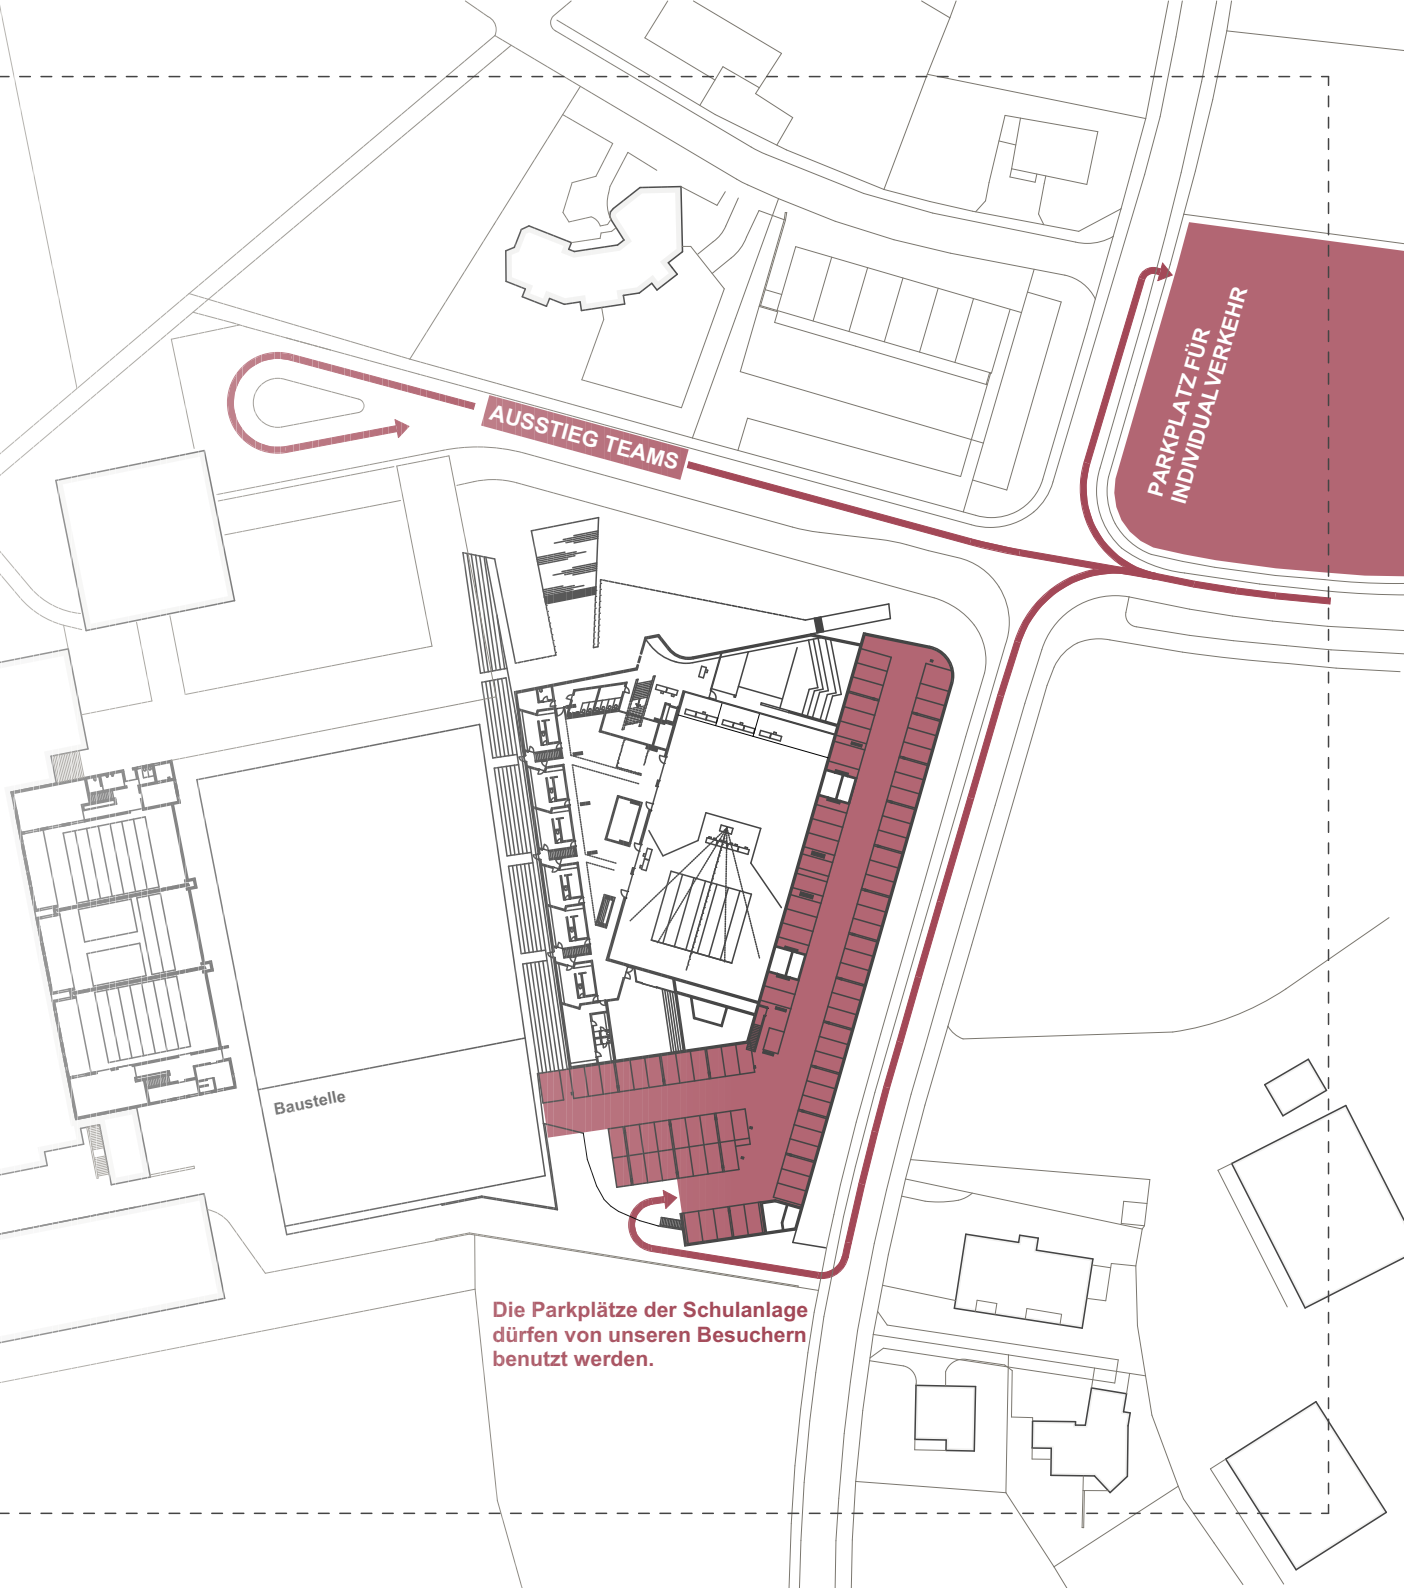 PARKPLATZ FÜR
INDIVIDUALVERKEHR
AUSSTIEG TEAMS
Baustelle
Die Parkplätze der Schulanlage
dürfen von unseren Besuchern
benutzt werden.